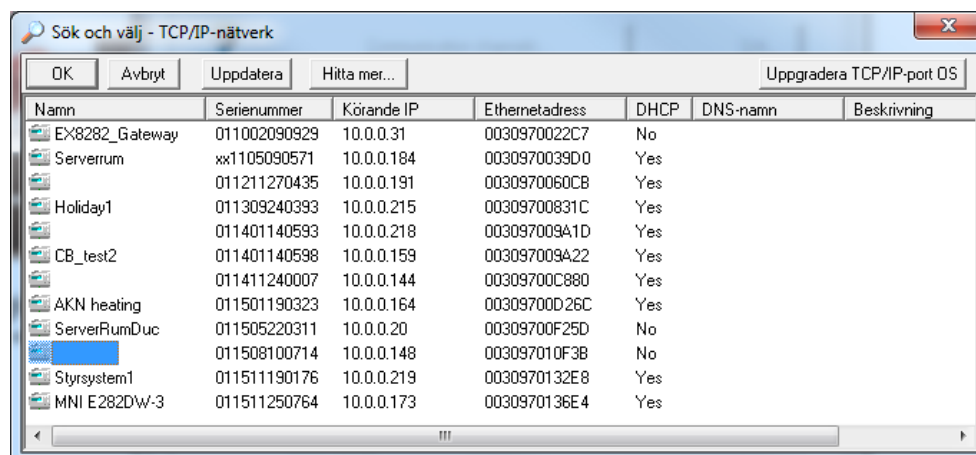 Sök och välj - TCP/IP-nätverk
OK Avbryt Uppdatera Hitta mer... Uppgradera TCP/IP-port OS
Namn Serienummer Körande IP Ethernetadress DHCP DNS-namn Beskrivning
EX8282_Gateway 011002090929 10.0.0.31 0030970022C7 No
Serverrum xx1105090571 10.0.0.184 0030970039D0 Yes
011211270435 10.0.0.191 0030970060CB Yes
Holiday1 011309240393 10.0.0.215 00309700831C Yes
011401140593 10.0.0.218 003097009A1D Yes
CB_test2 011401140598 10.0.0.159 003097009A22 Yes
011411240007 10.0.0.144 00309700C880 Yes
AKN heating 011501190323 10.0.0.164 00309700D26C Yes
ServerRumDuc 011505220311 10.0.0.20 00309700F25D No
011508100714 10.0.0.148 003097010F3B No
Styrsystem1 011511190176 10.0.0.219 0030970132E8 Yes
MNI E282DW-3 011511250764 10.0.0.173 0030970136E4 Yes